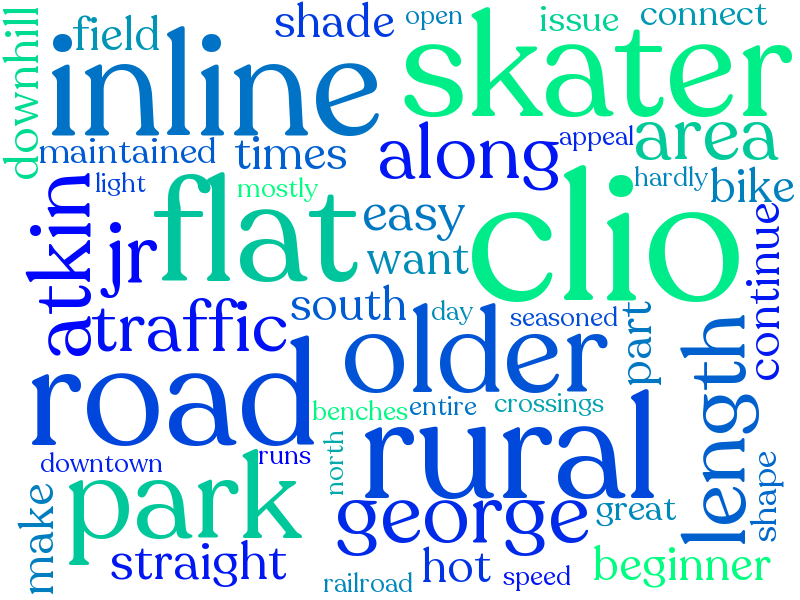 downhill
field
shade
open
issue
connect
inline
skater
maintained
times
along
appeal
area
light
mostly
hardly
bike
atkin
jr
flat
easy
want
clio
continue
traffic
south
day
seasoned
part
length
road
older
benches
entire
crossings
downtown
runs
north
rural
park
george
great
shape
make
straight
hot
speed
railroad
beginner